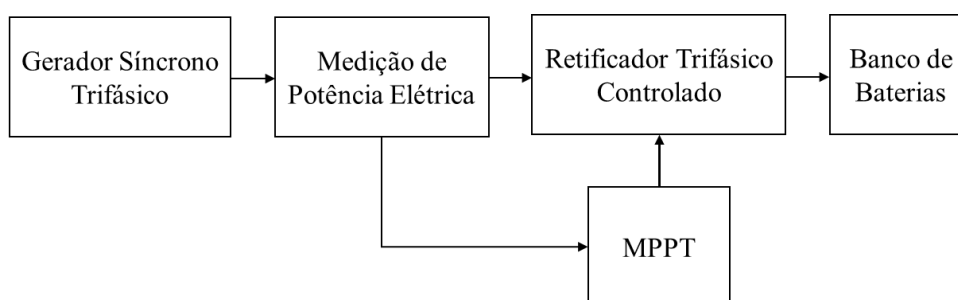 Gerador Síncrono
Trifásico
Medição de
Potência Elétrica
Retificador Trifásico
Controlado
Banco de
Baterias
MPPT